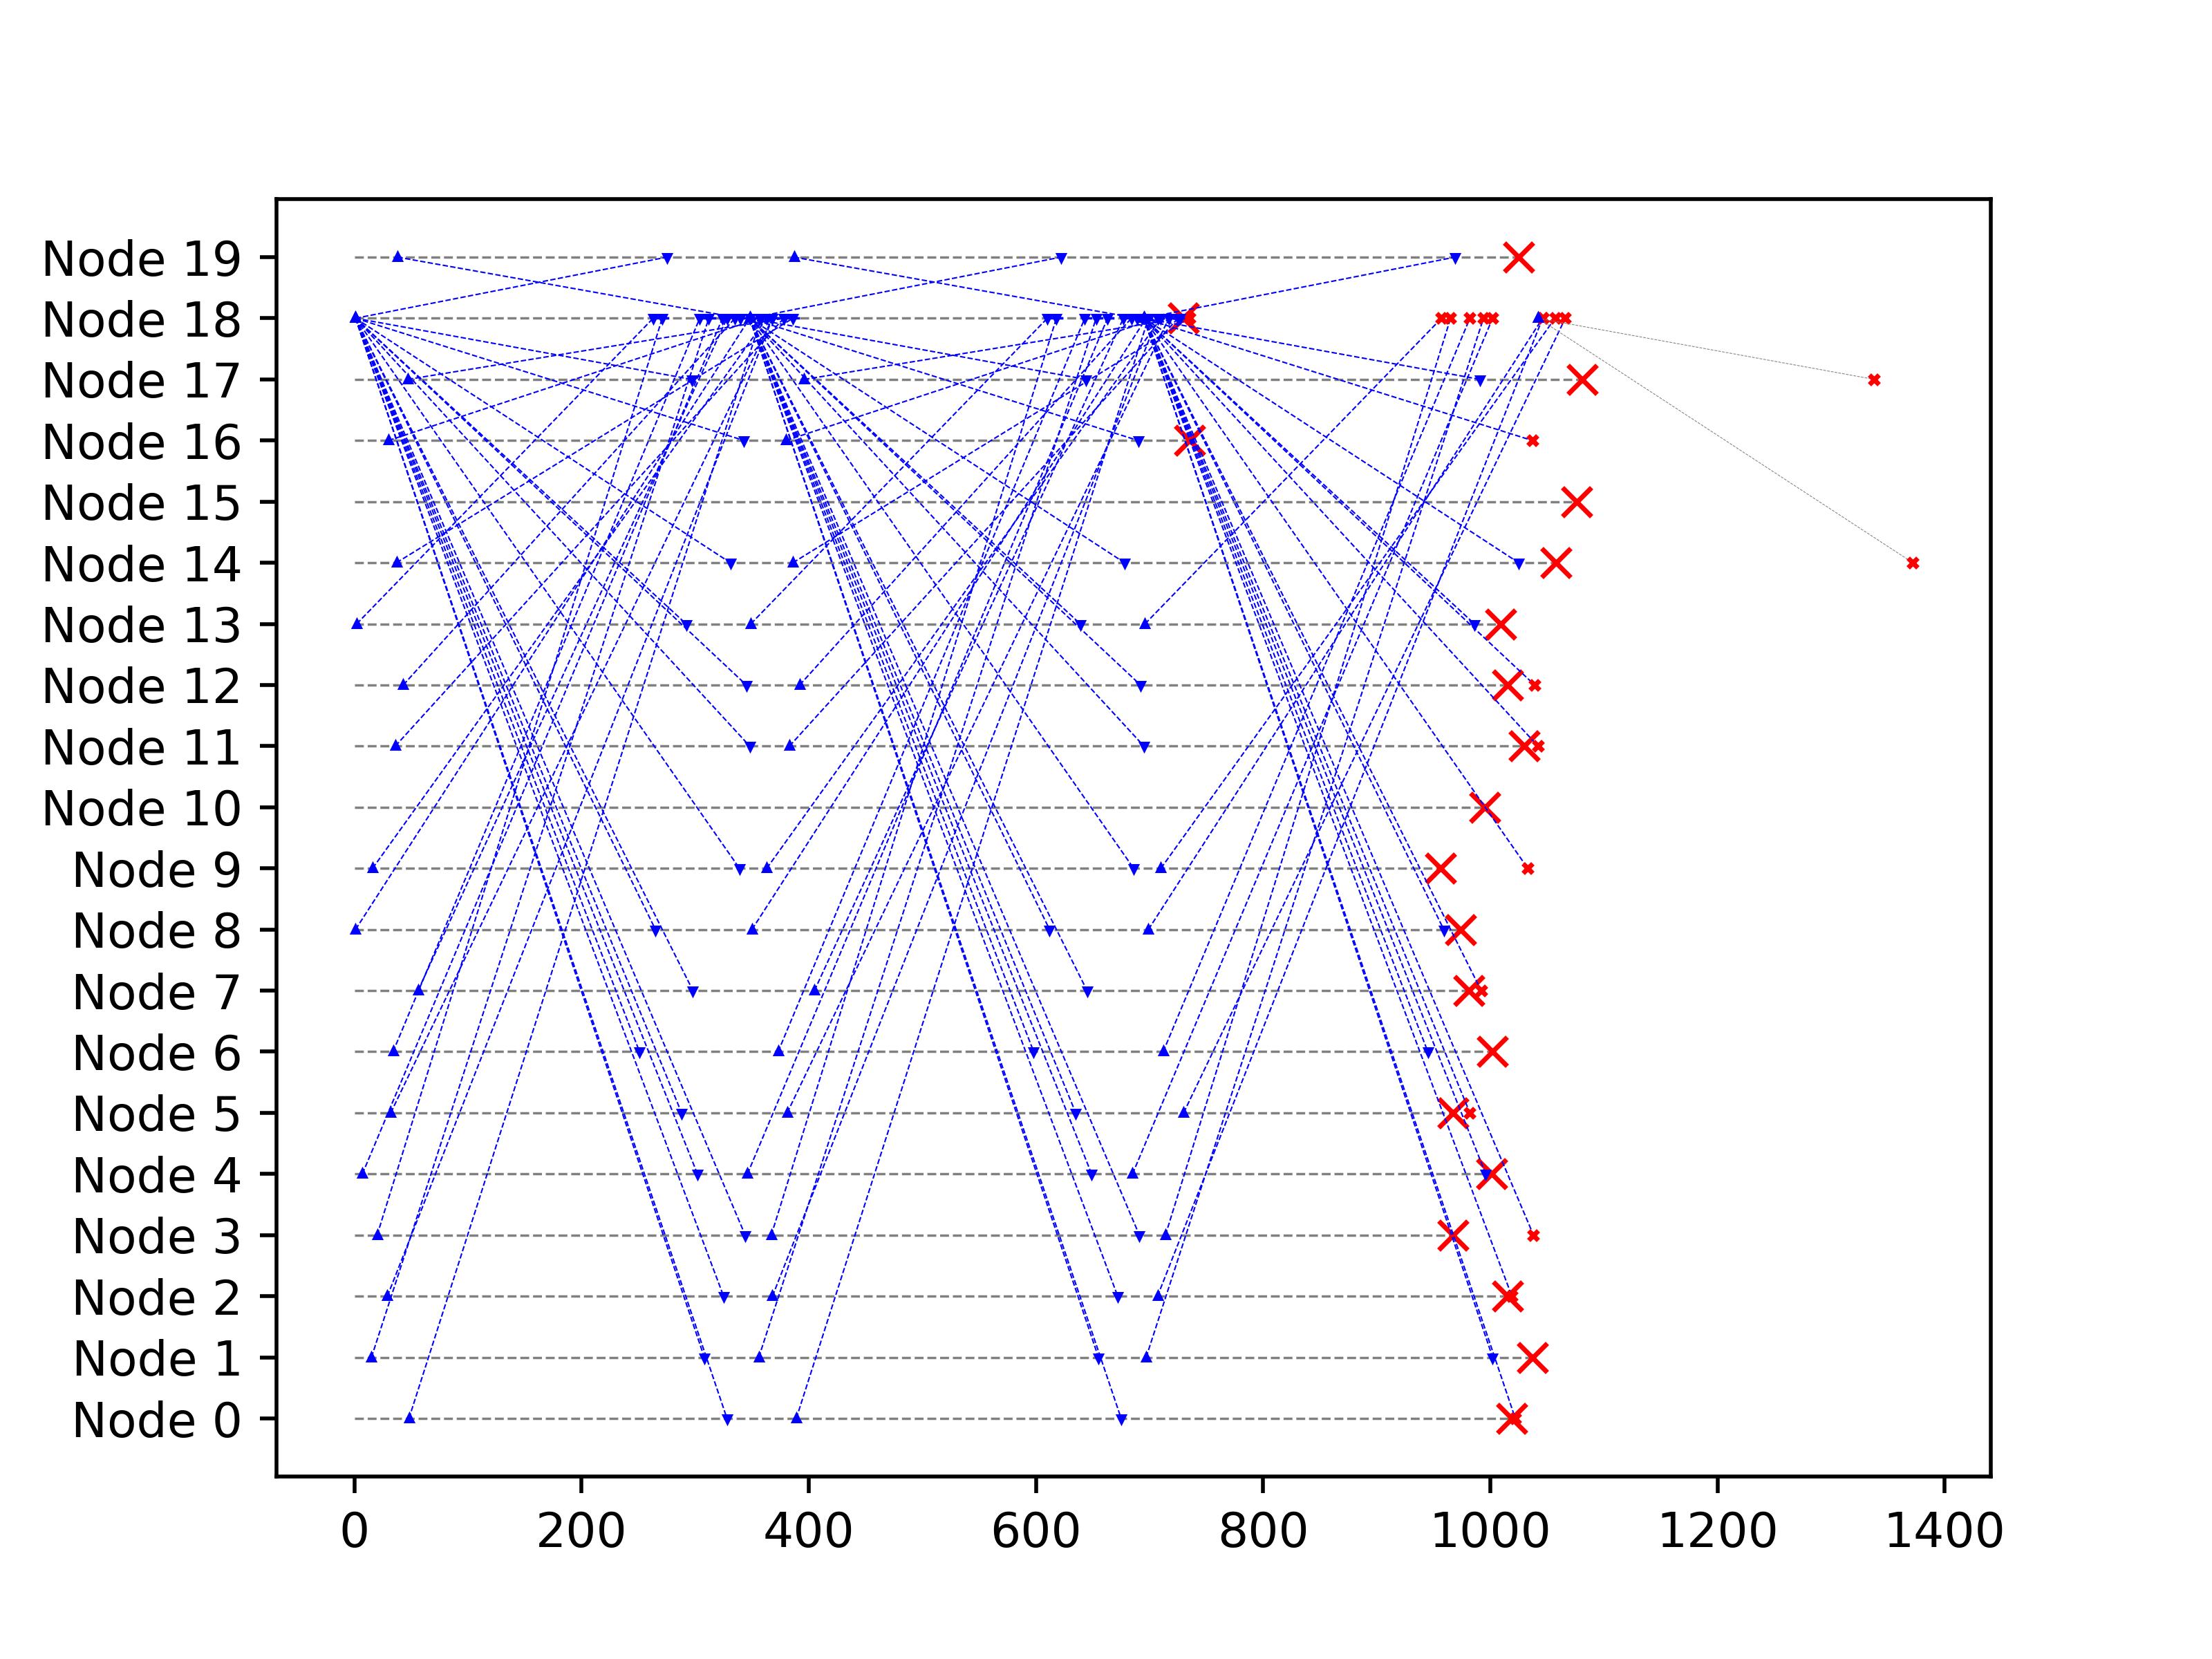 Node 19
Node 18
Node 17
Node 16
Node 15
Node 14
Node 13
Node 12
Node 11
Node 10
Node 9
Node 8
Node 7
Node 6
Node 5
Node 4
Node 3
Node 2
Node 1
Node 0
0 200 400 600 800 1000 1200 1400